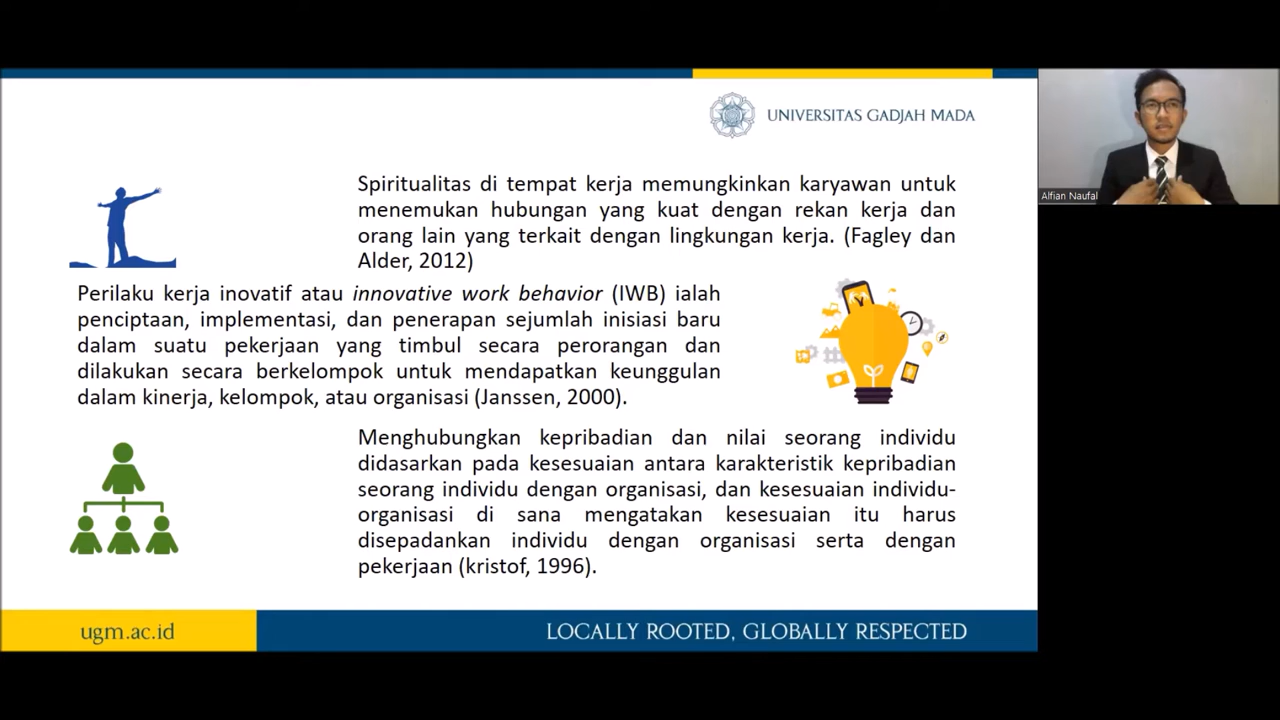 UNIVERSITAS GADJAH MADA
Alfian Naufal
Spiritualitas di tempat kerja memungkinkan karyawan untuk
menemukan hubungan yang kuat dengan rekan kerja dan
orang lain yang terkait dengan lingkungan kerja. (Fagley dan
Alder, 2012)
Perilaku kerja inovatif atau innovative work behavior (IWB) ialah
penciptaan, implementasi, dan penerapan sejumlah inisiasi baru
dalam suatu pekerjaan yang timbul secara perorangan dan
dilakukan secara berkelompok untuk mendapatkan keunggulan
dalam kinerja, kelompok, atau organisasi (Janssen, 2000).
Menghubungkan kepribadian dan nilai seorang individu
didasarkan pada kesesuaian antara karakteristik kepribadian
seorang individu dengan organisasi, dan kesesuaian individu-
organisasi di sana mengatakan kesesuaian itu harus
disepadankan individu dengan organisasi serta dengan
pekerjaan (kristof, 1996).
ugm.ac.id
LOCALLY ROOTED, GLOBALLY RESPECTED